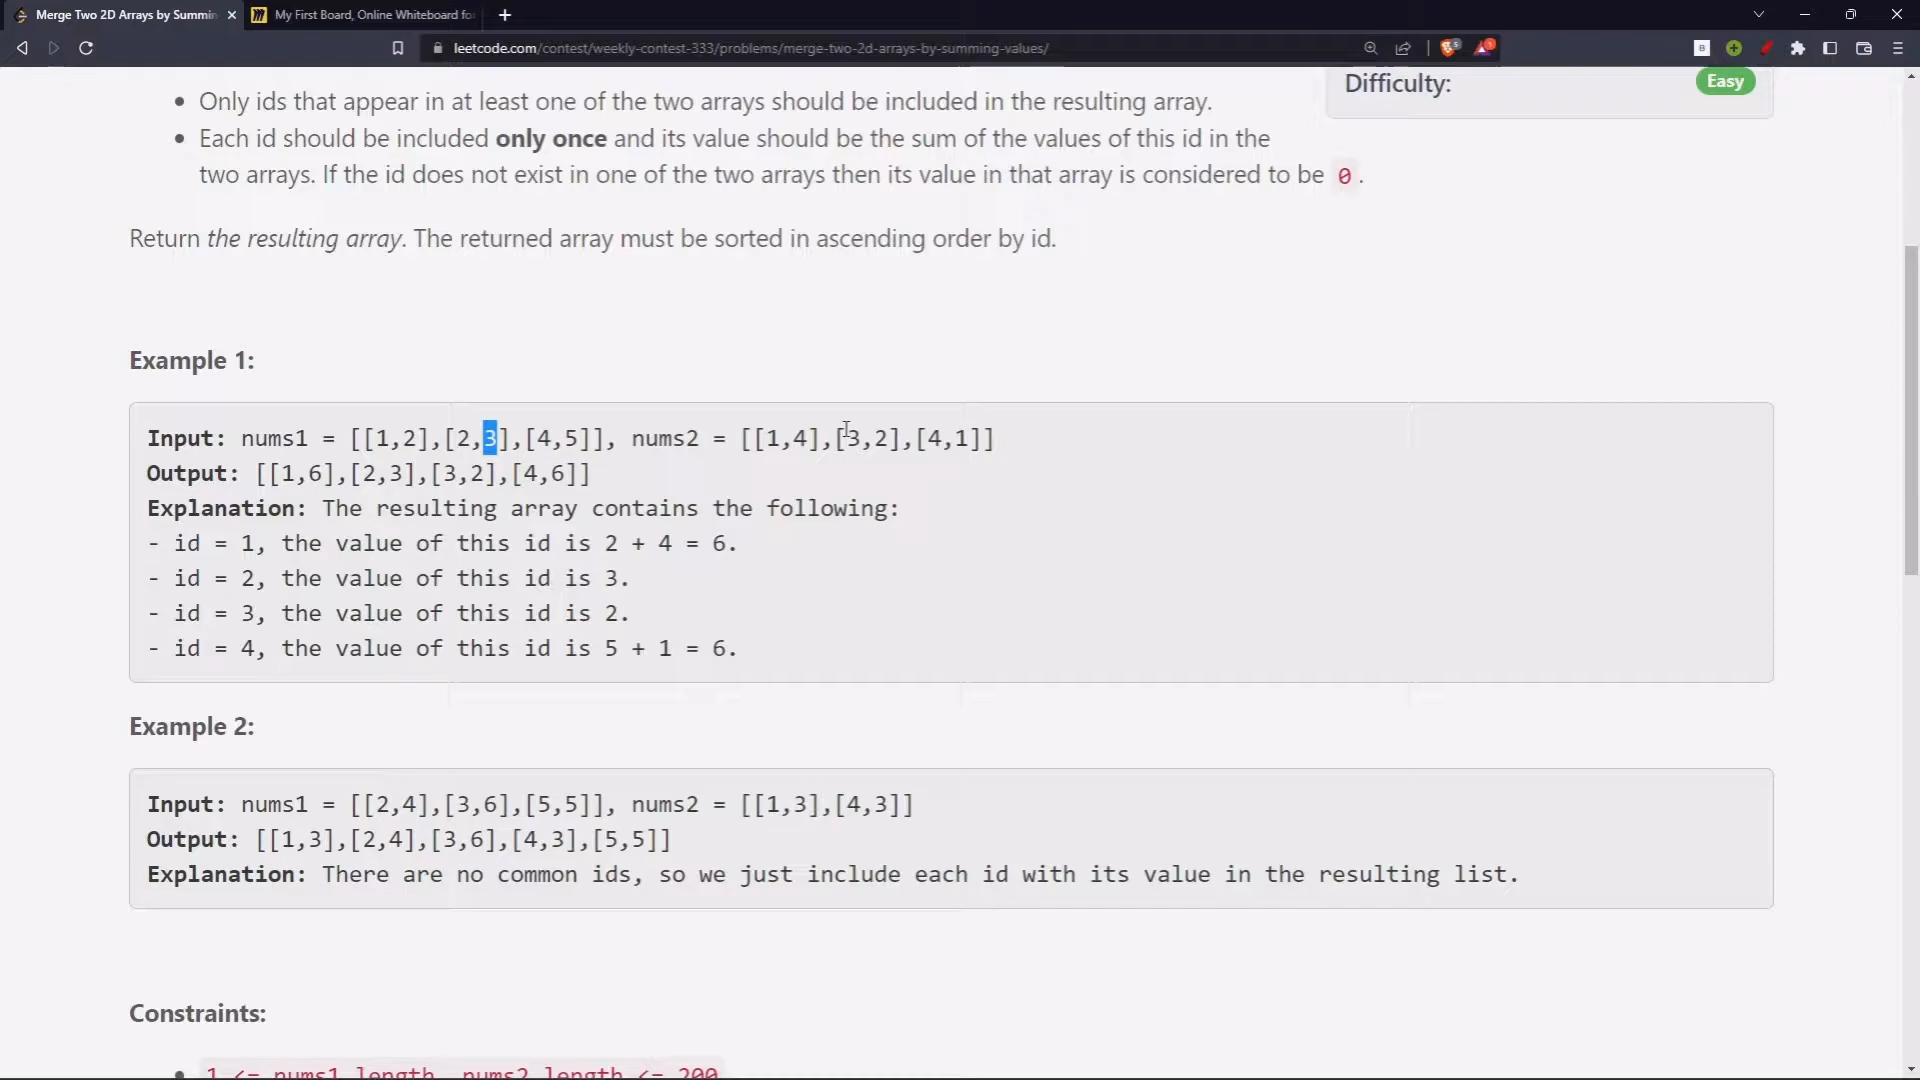 Merge Two 2D Arrays by Summin
My First Board, Online Whiteboard fo
leetcode.com/contest/weekly-contest-333/problems/merge-two-2d-arrays-by-summing-values/
Difficulty: Easy
Only ids that appear in at least one of the two arrays should be included in the resulting array.
Each id should be included only once and its value should be the sum of the values of this id in the
two arrays. If the id does not exist in one of the two arrays then its value in that array is considered to be 0.
Return the resulting array. The returned array must be sorted in ascending order by id.
Example 1:
Input: nums1 = [[1,2],[2,3],[4,5]], nums2 = [[1,4],[3,2],[4,1]]
Output: [[1,6],[2,3],[3,2],[4,6]]
Explanation: The resulting array contains the following:
- id = 1, the value of this id is 2 + 4 = 6.
- id = 2, the value of this id is 3.
- id = 3, the value of this id is 2.
- id = 4, the value of this id is 5 + 1 = 6.
Example 2:
Input: nums1 = [[2,4],[3,6],[5,5]], nums2 = [[1,3],[4,3]]
Output: [[1,3],[2,4],[3,6],[4,3],[5,5]]
Explanation: There are no common ids, so we just include each id with its value in the resulting list.
Constraints:
1 <= nums1.length, nums2.length <= 200